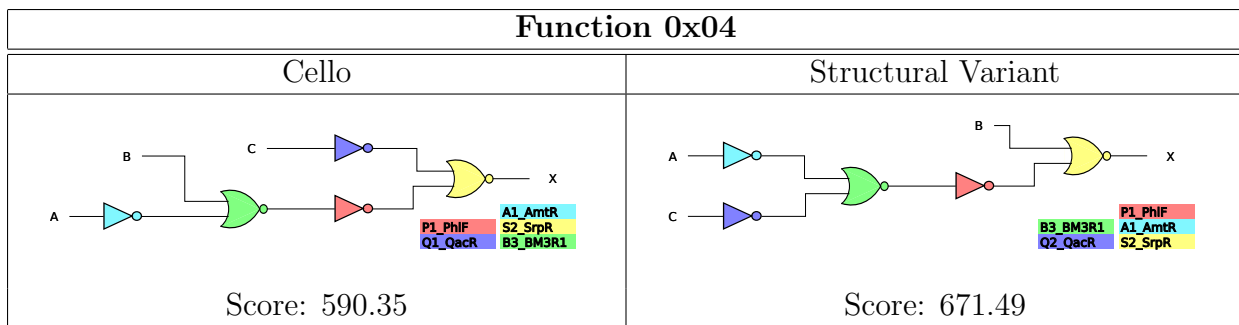 Function 0x04
Cello
Structural Variant
B
C
A
X
A1_AmtR
P1_PhlF
S2_SrpR
Q1_QacR
B3_BM3R1
Score: 590.35
B
A
C
X
P1_PhlF
B3_BM3R1
A1_AmtR
Q2_QacR
S2_SrpR
Score: 671.49